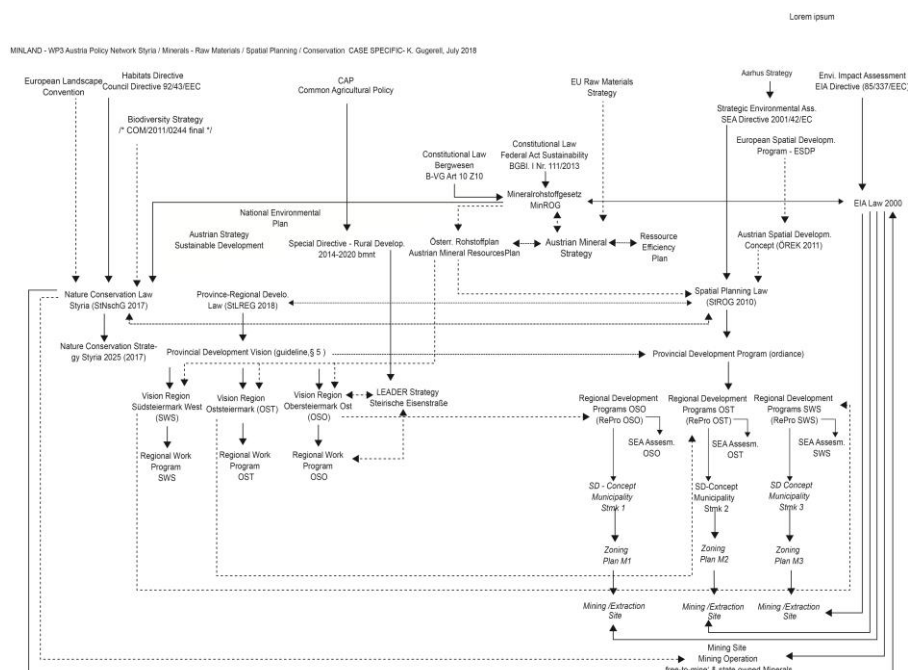 Lorem ipsum
MINLAND - WP3 Austria Policy Network Styria / Minerals - Raw Materials / Spatial Planning / Conservation CASE SPECIFIC- K. Gugerell, July 2018
European Landscape
Convention
Habitats Directive
Council Directive 92/43/EEC
CAP
Common Agricultural Policy
EU Raw Materials
Strategy
Aarhus Strategy
Envi. Impact Assessment
EIA Directive (85/337/EEC)
Strategic Environmental Ass.
SEA Directive 2001/42/EC
Biodiversity Strategy
/* COM/2011/0244 final */
Constitutional Law
Bergwesen
B-VG Art 10 Z10
Constitutional Law
Federal Act Sustainability
BGBl. I Nr. 111/2013
European Spatial Developm.
Program - ESDP
Mineralrohstoffgesetz
MinROG
EIA Law 2000
National Environmental
Plan
Austrian Strategy
Sustainable Development
Special Directive - Rural Develop.
2014-2020 bmnt
Österr. Rohstoffplan
Austrian Mineral ResourcesPlan
Austrian Mineral
Strategy
Ressource
Efficiency
Plan
Austrian Spatial Developm.
Concept (ÖREK 2011)
Nature Conservation Law
Styria (StNschG 2017)
Province-Regional Develo.
Law (StLREG 2018)
Spatial Planning Law
(StROG 2010)
Nature Conservation Strate-
gy Styria 2025 (2017)
Provincial Development Vision (guideline,§ 5 )
Provincial Development Program (ordiance)
Vision Region
Südsteiermark West
(SWS)
Vision Region
Oststeiermark (OST)
Vision Region
Obersteiermark Ost
(OSO)
LEADER Strategy
Steirische Eisenstraße
Regional Development
Programs OSO
(RePro OSO)
Regional Development
Programs OST
(RePro OST)
Regional Development
Programs SWS
(RePro SWS)
SEA Assesm.
OSO
SEA Assesm.
OST
SEA Assesm.
SWS
Regional Work
Program
SWS
Regional Work
Program
OST
Regional Work
Program
OSO
SD - Concept
Municipality
Stmk 1
SD-Concept
Municipality
Stmk 2
SD Concept
Municipality
Stmk 3
Zoning
Plan M1
Zoning
Plan M2
Zoning
Plan M3
Mining /Extraction
Site
Mining /Extraction
Site
Mining /Extraction
Site
Mining Site
Mining Operation
free-to-mine' & state owned Minerals